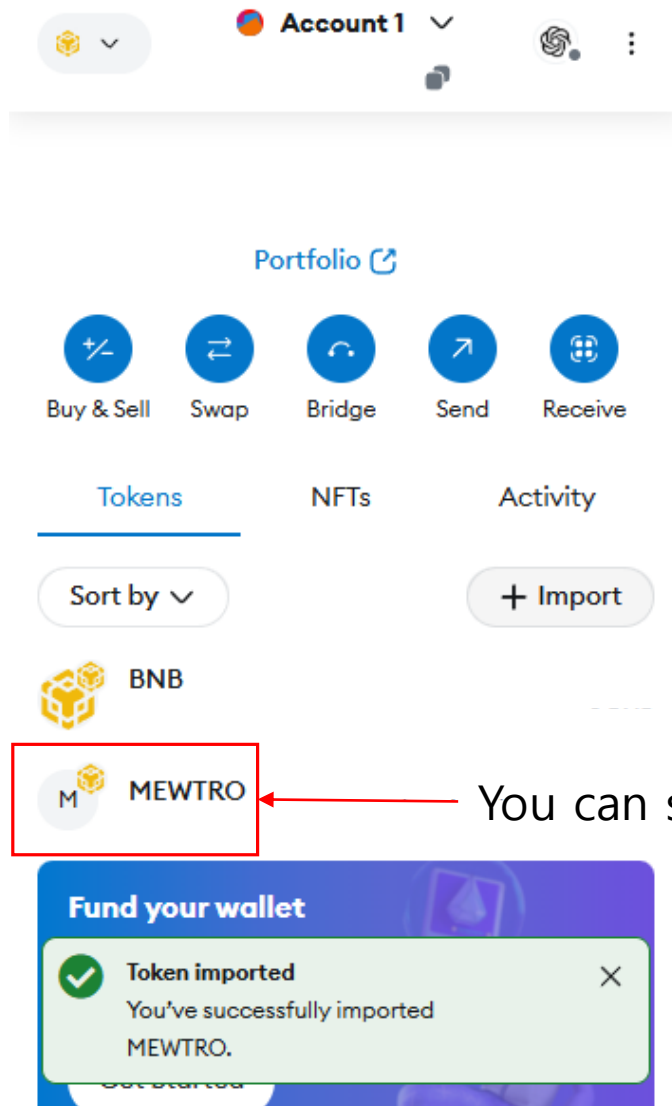 Account 1
Portfolio
Buy & Sell
Swap
Bridge
Send
Receive
Tokens
NFTs
Activity
Sort by
+ Import
BNB
M
MEWTRO
You can
Fund your wallet
Token imported
You've successfully imported
MEWTRO.